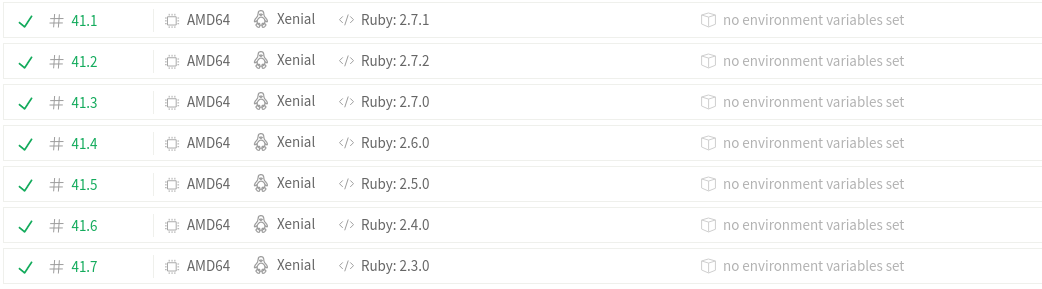 # 41.1 AMD64 Xenial </> Ruby: 2.7.1 no environment variables set
# 41.2 AMD64 Xenial </> Ruby: 2.7.2 no environment variables set
# 41.3 AMD64 Xenial </> Ruby: 2.7.0 no environment variables set
# 41.4 AMD64 Xenial </> Ruby: 2.6.0 no environment variables set
# 41.5 AMD64 Xenial </> Ruby: 2.5.0 no environment variables set
# 41.6 AMD64 Xenial </> Ruby: 2.4.0 no environment variables set
# 41.7 AMD64 Xenial </> Ruby: 2.3.0 no environment variables set